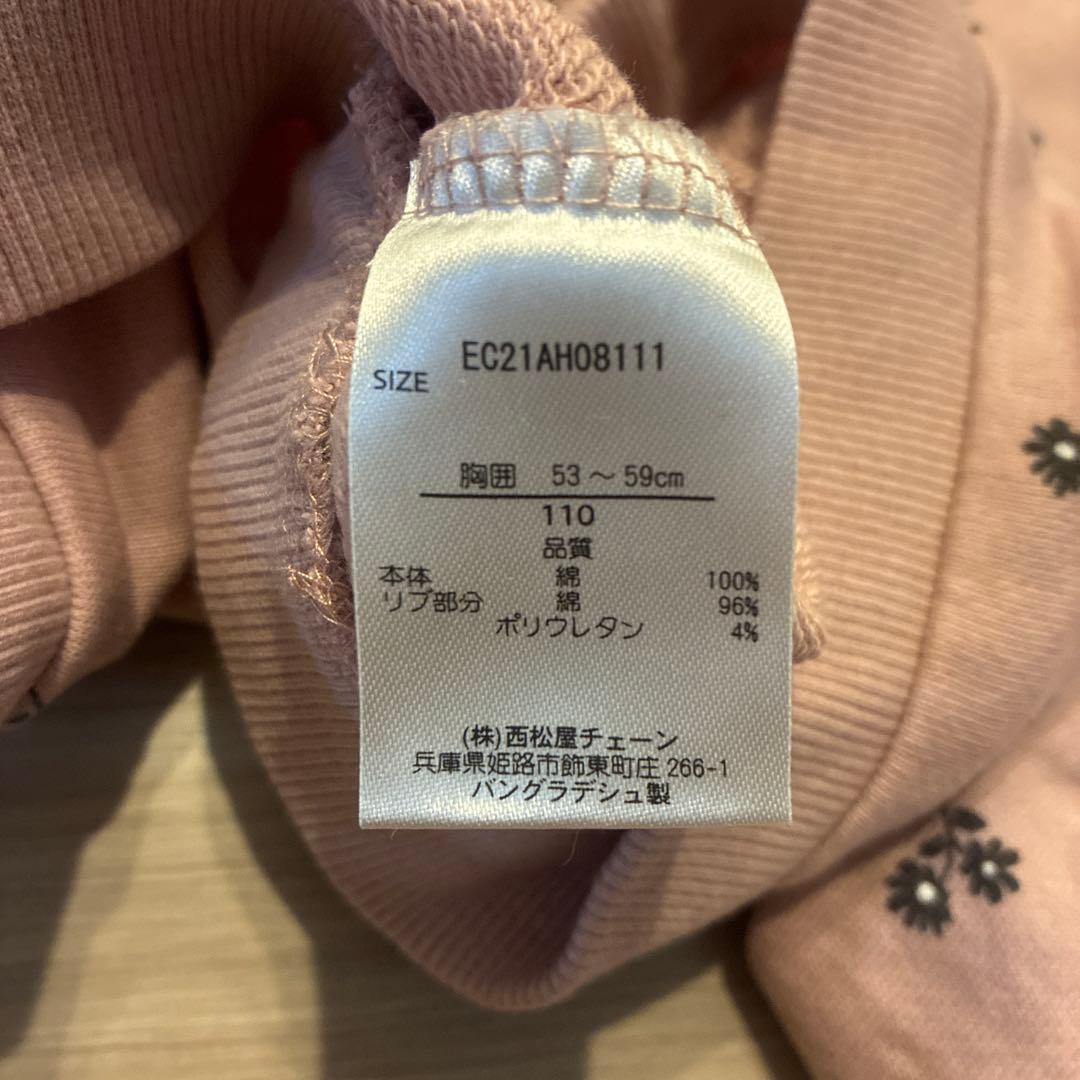 EC21AH08111
SIZE
胸囲 53～59cm
110
品質
本体 綿 100%
リブ部分 綿 96%
ポリウレタン 4%
(株)西松屋チェーン
兵庫県姫路市飾東町庄 266-1
バングラデシュ製